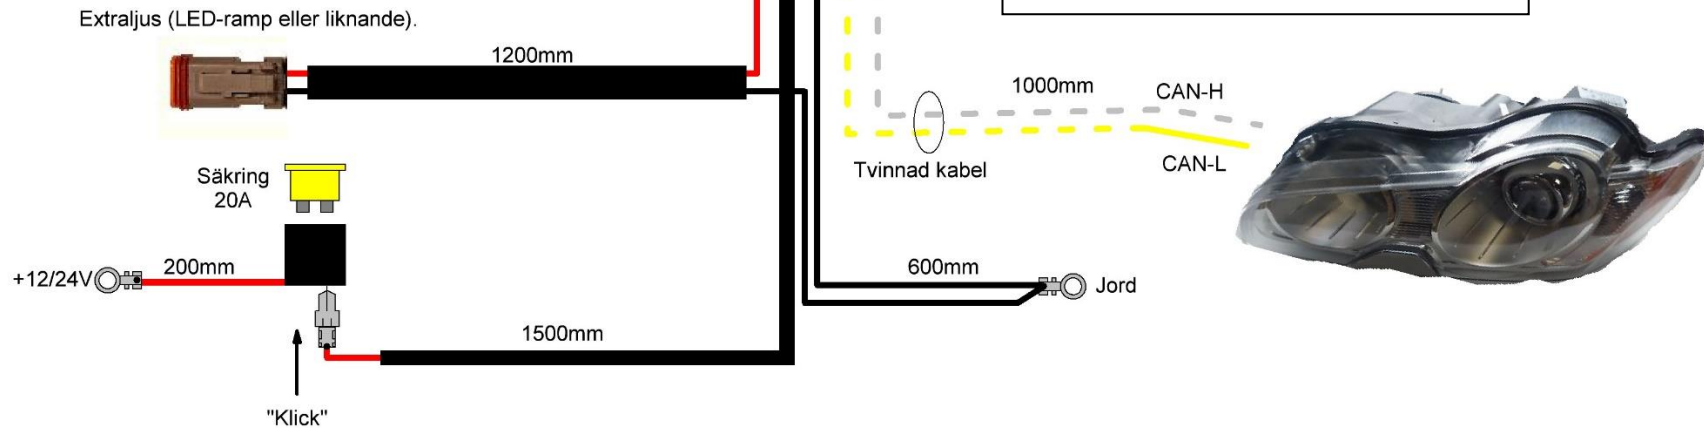 Extraljus (LED-ramp eller liknande).
1200mm
1000mm
CAN-H
CAN-L
Tvinnad kabel
Säkring
20A
+12/24V
200mm
600mm
Jord
1500mm
"Klick"